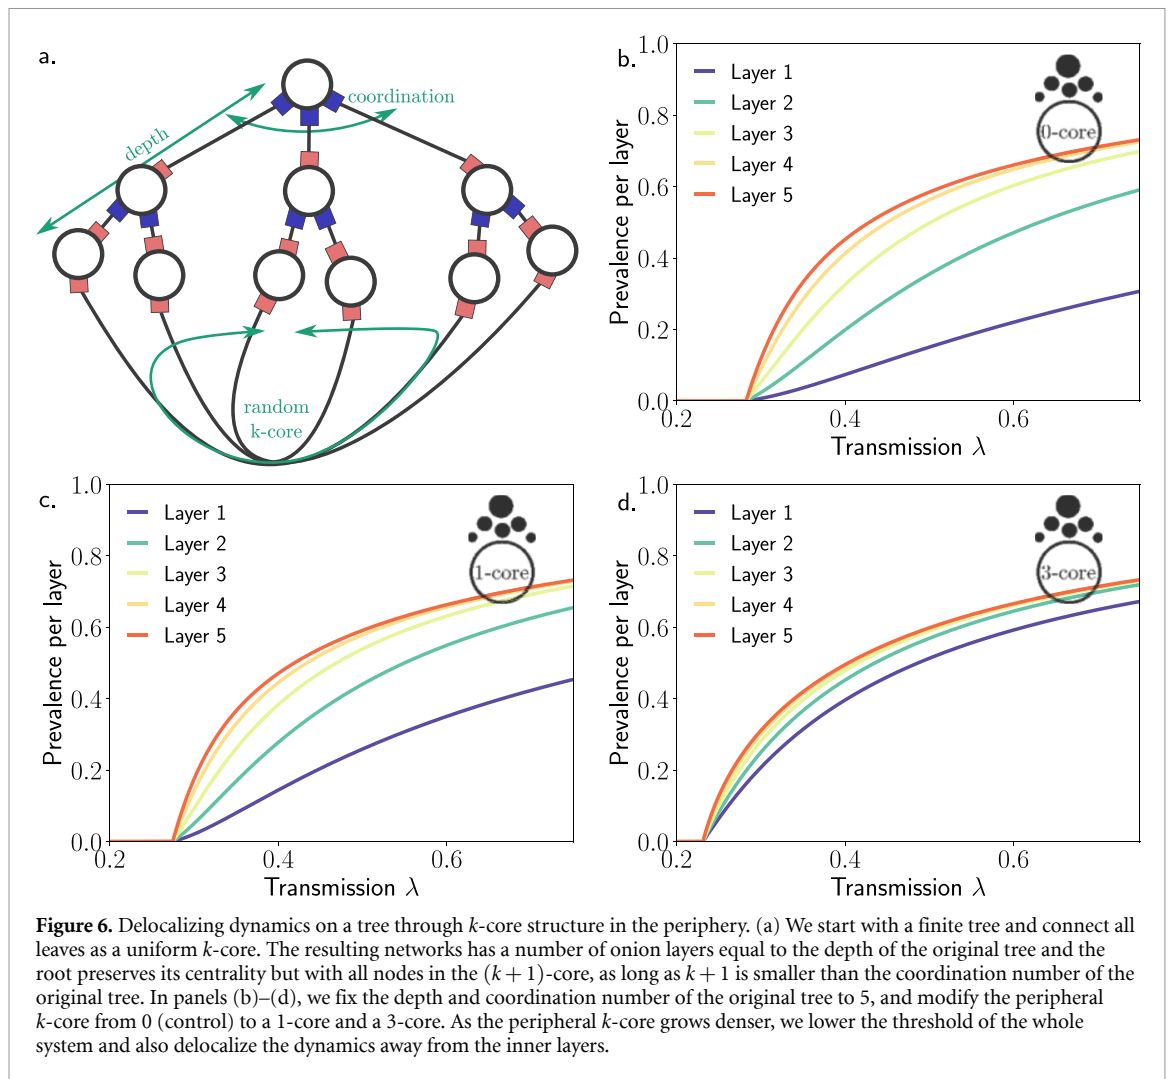 a.
coordination
depth
random
k-core
b.
1.0
0.8
0.6
0.4
0.2
0.0
0.2
0.4
0.6
Prevalence per layer
Transmission λ
Layer 1
Layer 2
Layer 3
Layer 4
Layer 5
0-core
c.
1.0
0.8
0.6
0.4
0.2
0.0
0.2
0.4
0.6
Prevalence per layer
Transmission λ
Layer 1
Layer 2
Layer 3
Layer 4
Layer 5
1-core
d.
1.0
0.8
0.6
0.4
0.2
0.0
0.2
0.4
0.6
Prevalence per layer
Transmission λ
Layer 1
Layer 2
Layer 3
Layer 4
Layer 5
3-core
Figure 6. Delocalizing dynamics on a tree through k-core structure in the periphery. (a) We start with a finite tree and connect all
leaves as a uniform k-core. The resulting networks has a number of onion layers equal to the depth of the original tree and the
root preserves its centrality but with all nodes in the (k + 1)-core, as long as k + 1 is smaller than the coordination number of the
original tree. In panels (b)–(d), we fix the depth and coordination number of the original tree to 5, and modify the peripheral
k-core from 0 (control) to a 1-core and a 3-core. As the peripheral k-core grows denser, we lower the threshold of the whole
system and also delocalize the dynamics away from the inner layers.